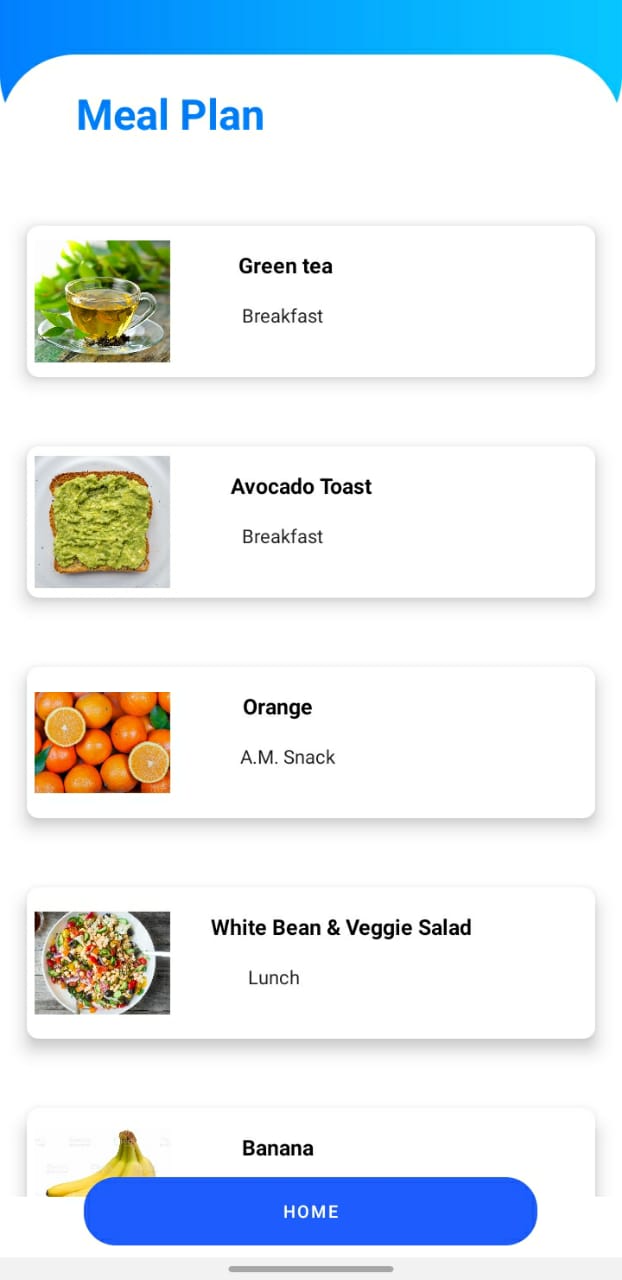 Meal Plan
Green tea
Breakfast
Avocado Toast
Breakfast
Orange
A.M. Snack
White Bean & Veggie Salad
Lunch
Banana
HOME